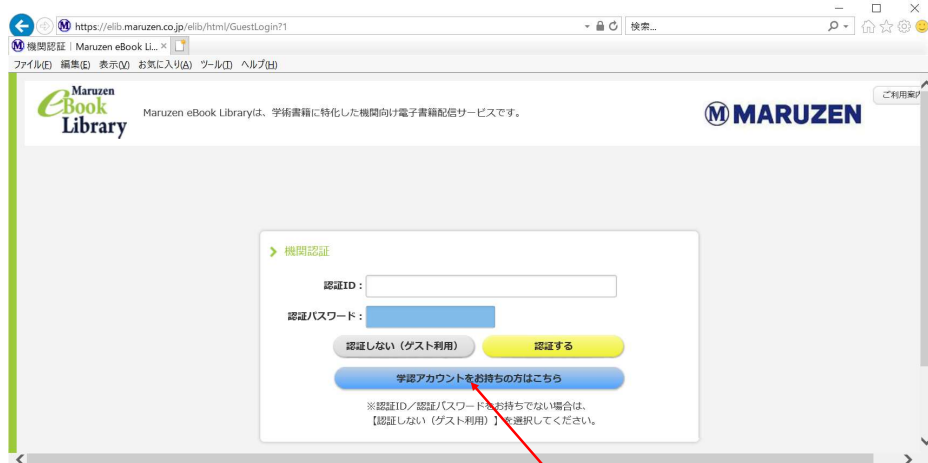 https://elib.maruzen.co.jp/elib/html/GuestLogin?1
検索...
機関認証 | Maruzen eBook Li...
ファイル(F) 編集(E) 表示(V) お気に入り(A) ツール(T) ヘルプ(H)
Maruzen
eBook
Library
Maruzen eBook Libraryは、学術書籍に特化した機関向け電子書籍配信サービスです。
M MARUZEN
ご利用案内
機関認証
認証ID：
認証パスワード：
認証しない（ゲスト利用）
認証する
学認アカウントをお持ちの方はこちら
※認証ID／認証パスワードをお持ちでない場合は、
【認証しない（ゲスト利用）】を選択してください。